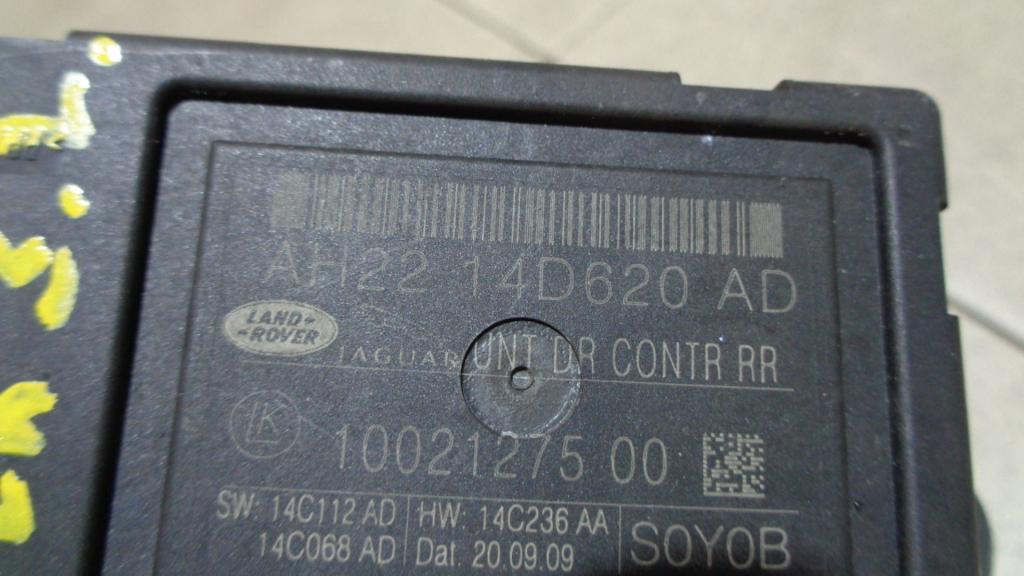 AH22 14D620 AD
LAND-
-ROVER
JAGUAR UNT DR CONTR RR
LK
10021275 00
SW: 14C112 AD HW: 14C236 AA
14C068 AD Dat. 20.09.09
SOYOB